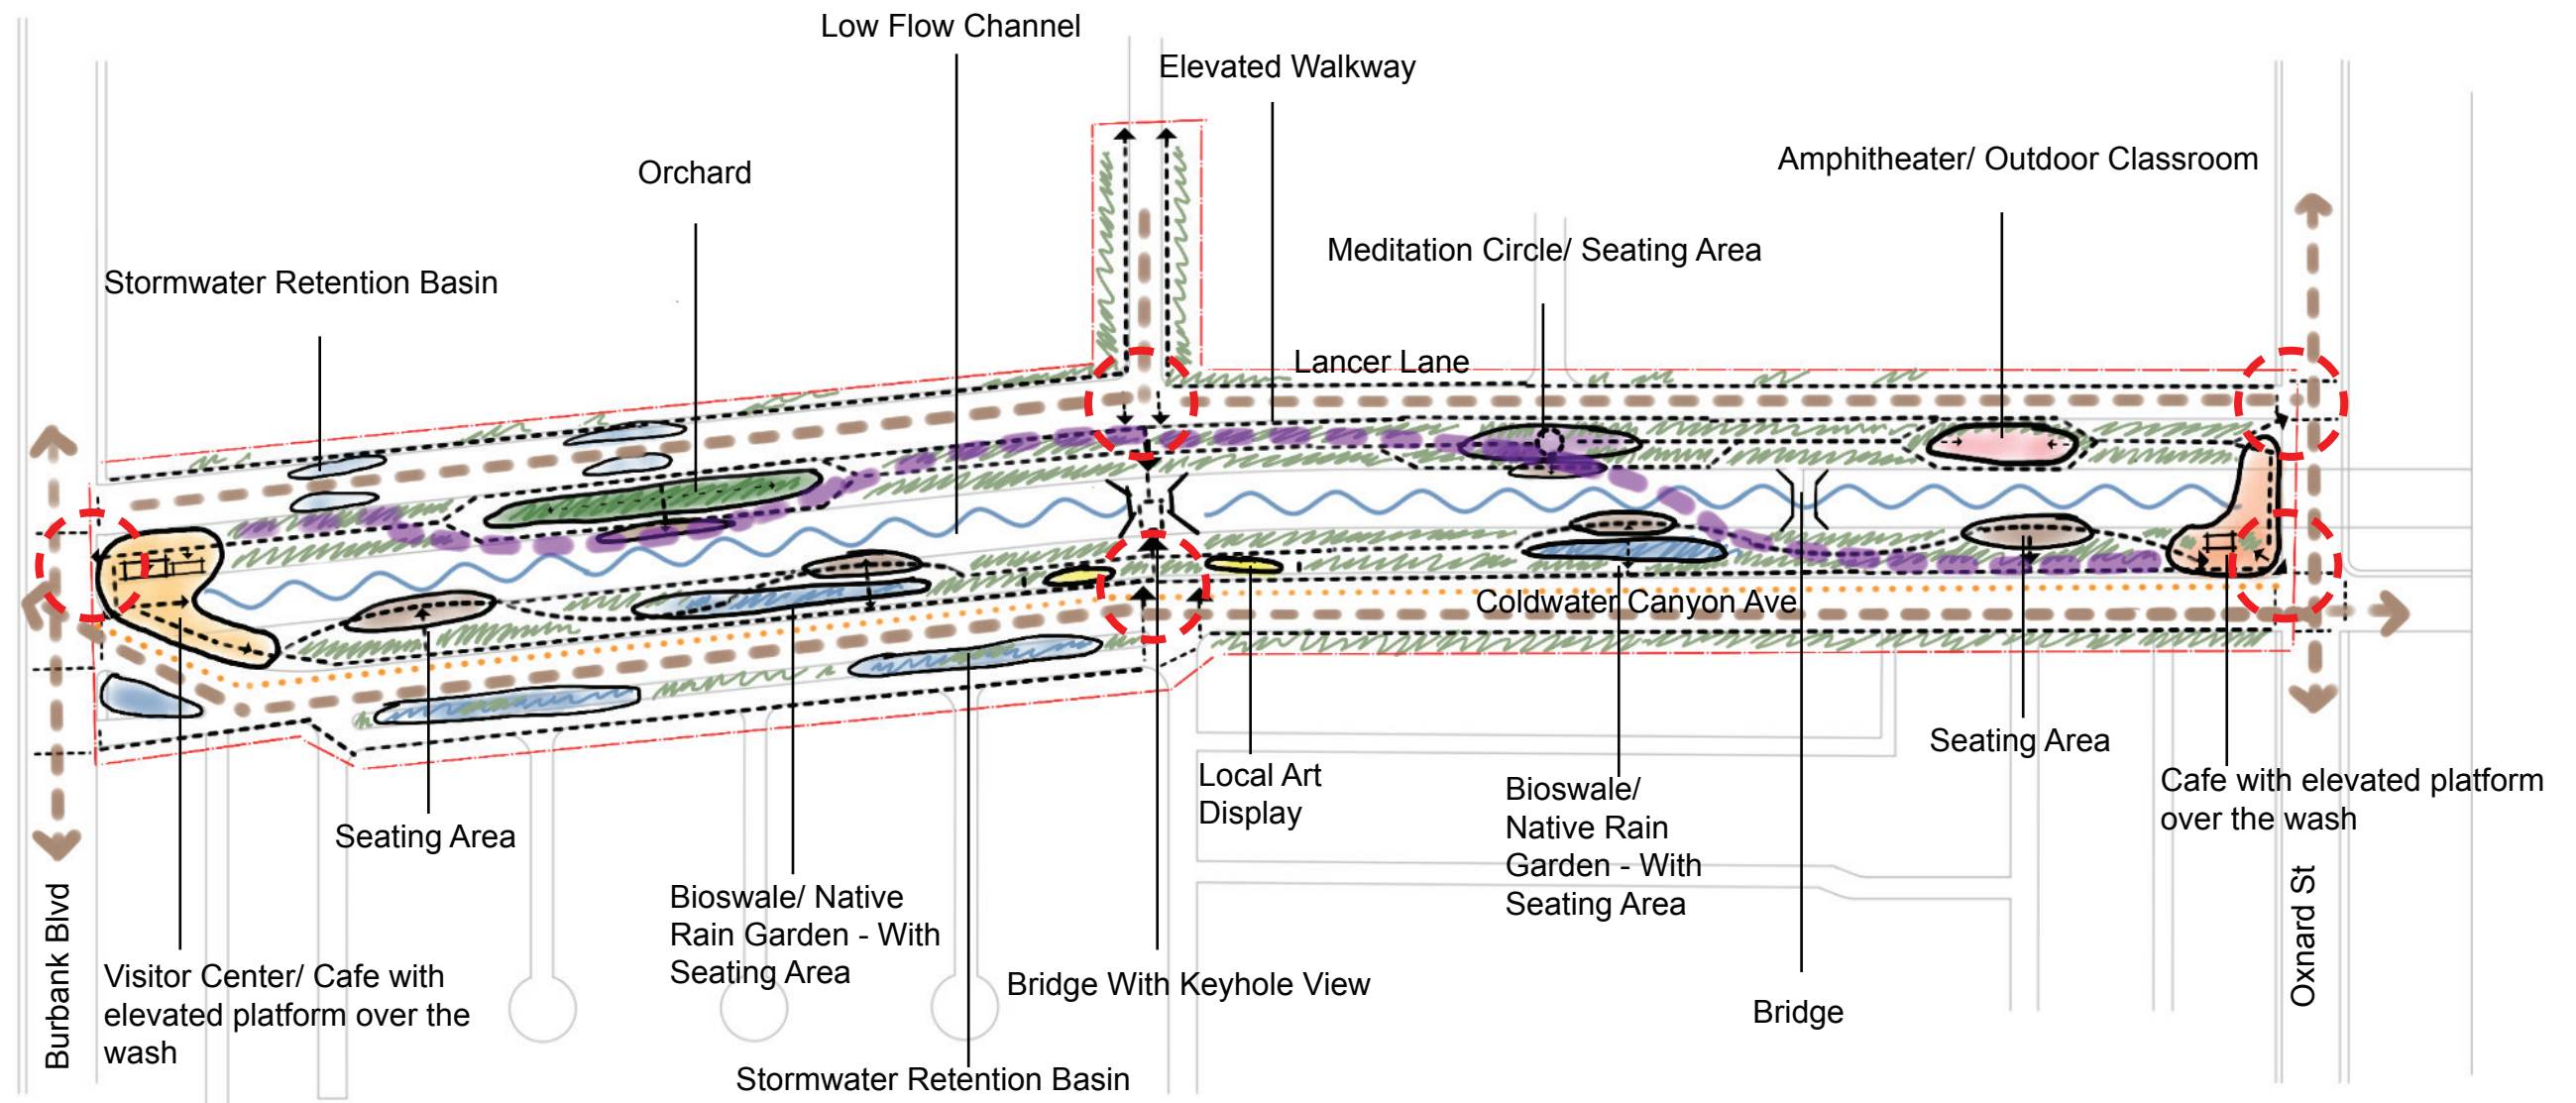 Low Flow Channel
Elevated Walkway
Orchard
Amphitheater/ Outdoor Classroom
Meditation Circle/ Seating Area
Stormwater Retention Basin
Lancer Lane
Coldwater Canyon Ave
Seating Area
Local Art
Display
Bioswale/
Native Rain
Garden - With
Seating Area
Cafe with elevated platform
over the wash
Seating Area
Bioswale/ Native
Rain Garden - With
Seating Area
Burbank Blvd
Oxnard St
Visitor Center/ Cafe with
elevated platform over the
wash
Bridge With Keyhole View
Bridge
Stormwater Retention Basin